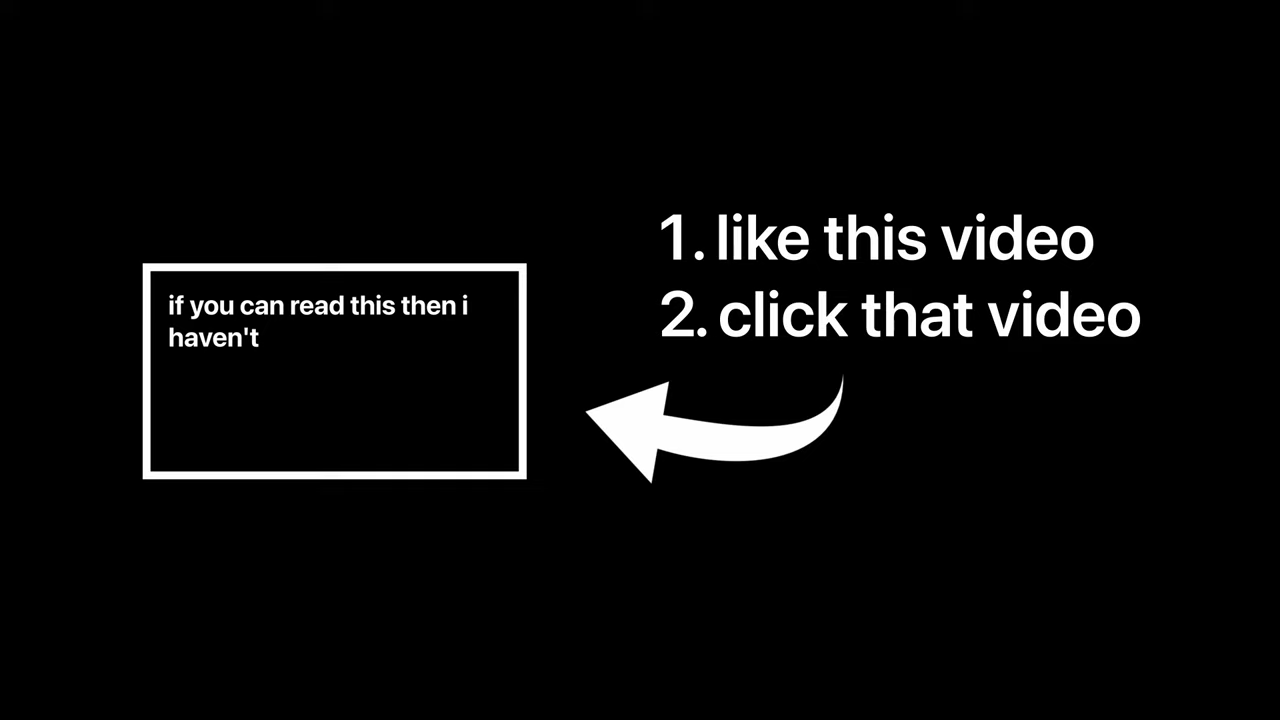 if you can read this then i
haven't
1. like this video
2. click that video